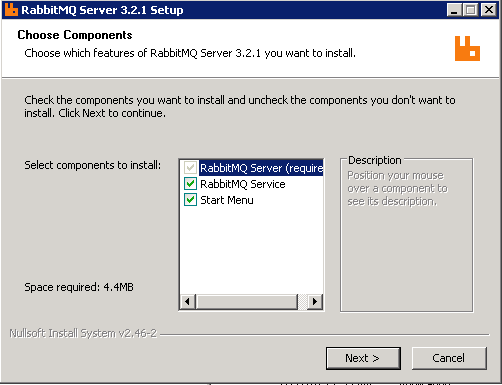 RabbitMQ Server 3.2.1 Setup
Choose Components
Choose which features of RabbitMQ Server 3.2.1 you want to install.
Check the components you want to install and uncheck the components you don't want to
install. Click Next to continue.
Select components to install:
RabbitMQ Server (require
RabbitMQ Service
Start Menu
Description
Position your mouse
over a component to
see its description.
Space required: 4.4MB
Nullsoft Install System v2.46-2
Next >
Cancel